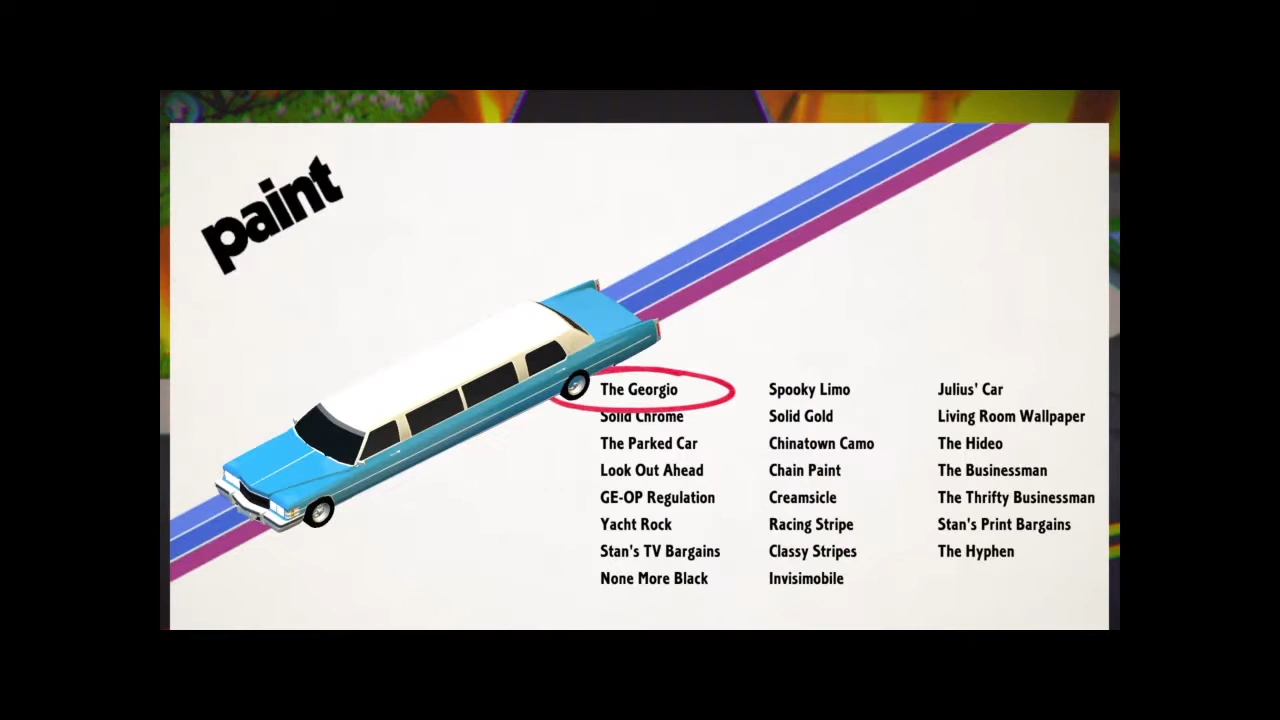 paint
The Georgio
Solid Chrome
The Parked Car
Look Out Ahead
GE-OP Regulation
Yacht Rock
Stan's TV Bargains
None More Black
Spooky Limo
Solid Gold
Chinatown Camo
Chain Paint
Creamsicle
Racing Stripe
Classy Stripes
Invisimobile
Julius' Car
Living Room Wallpaper
The Hideo
The Businessman
The Thrifty Businessman
Stan's Print Bargains
The Hyphen